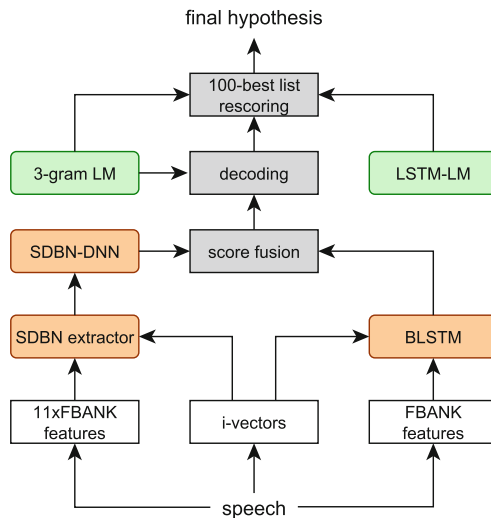 final hypothesis
100-best list
rescoring
3-gram LM
decoding
LSTM-LM
SDBN-DNN
score fusion
SDBN extractor
BLSTM
11xFBANK
features
i-vectors
FBANK
features
speech